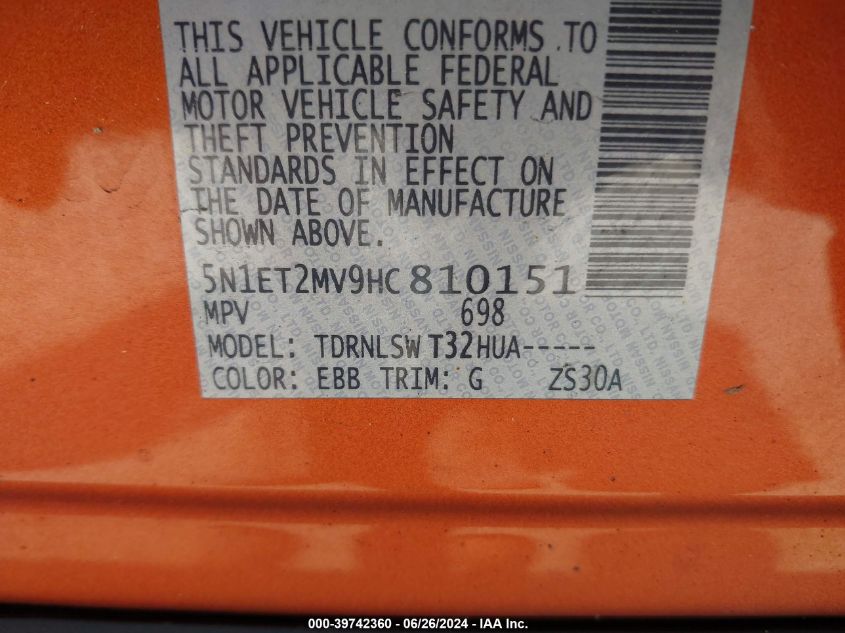 THIS VEHICLE CONFORMS TO
ALL APPLICABLE FEDERAL
MOTOR VEHICLE SAFETY AND
THEFT PREVENTION
STANDARDS IN EFFECT ON
THE DATE OF MANUFACTURE
SHOWN ABOVE.
5N1ET2MV9HC 810151
MPV 698
MODEL: TDRNLSW T32HUA-----
COLOR: EBB TRIM: G ZS30A
000-39742360 - 06/26/2024 - IAA Inc.